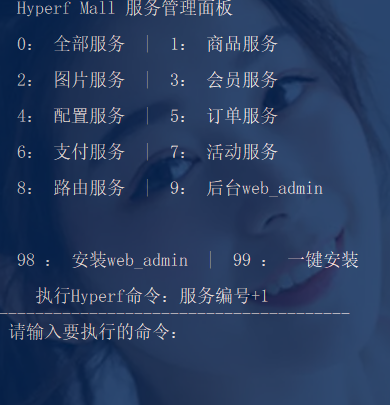 Hyperf Mall 服务管理面板
0： 全部服务 | 1： 商品服务
2： 图片服务 | 3： 会员服务
4： 配置服务 | 5： 订单服务
6： 支付服务 | 7： 活动服务
8： 路由服务 | 9： 后台web_admin
98 ： 安装web_admin | 99 ： 一键安装
执行Hyperf命令：服务编号+1
---------------------------------------
请输入要执行的命令：